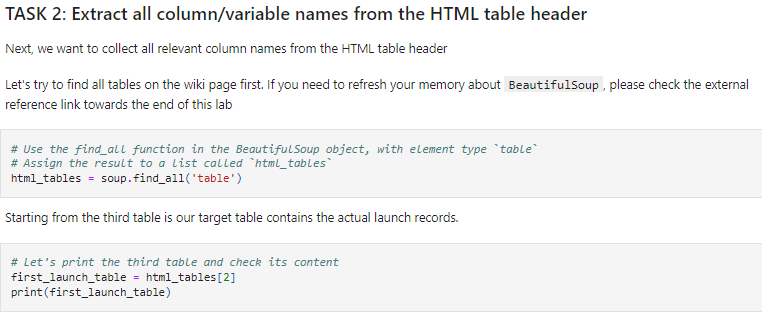 TASK 2: Extract all column/variable names from the HTML table header
Next, we want to collect all relevant column names from the HTML table header
Let's try to find all tables on the wiki page first. If you need to refresh your memory about BeautifulSoup , please check the external
reference link towards the end of this lab
# Use the find_all function in the BeautifulSoup object, with element type `table`
# Assign the result to a list called `html_tables`
html_tables = soup.find_all('table')
Starting from the third table is our target table contains the actual launch records.
# Let's print the third table and check its content
first_launch_table = html_tables[2]
print(first_launch_table)